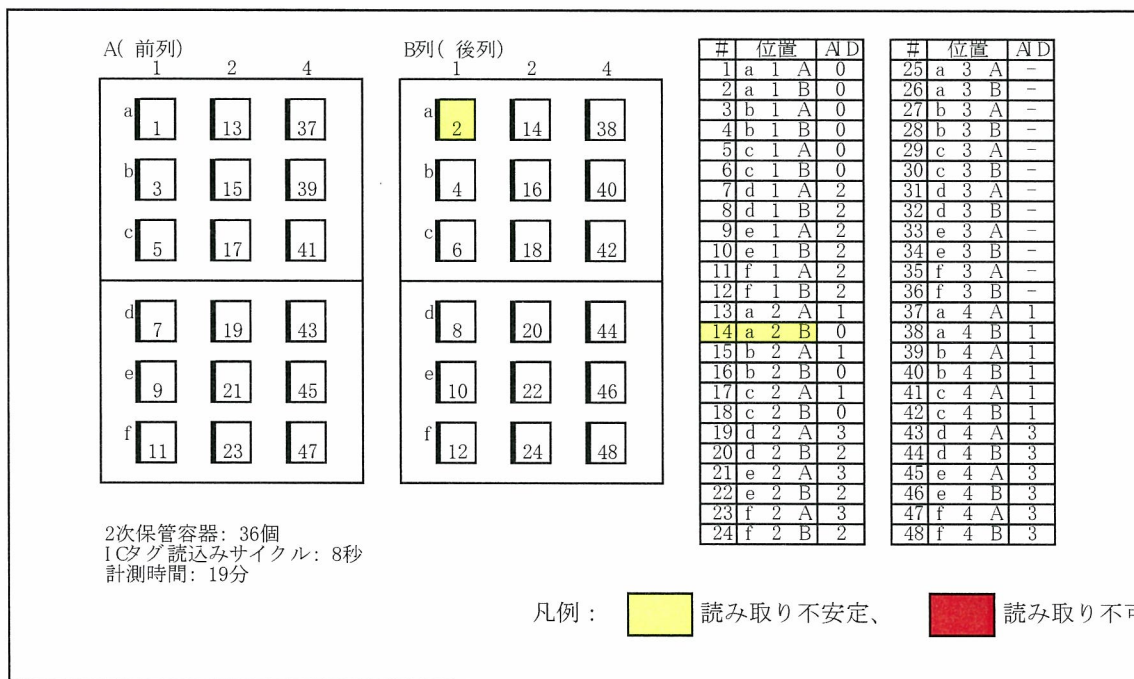 A( 前列)
1 2 4
a 1 13 37
b 3 15 39
c 5 17 41
d 7 19 43
e 9 21 45
f 11 23 47
B列( 後列)
1 2 4
a 2 14 38
b 4 16 40
c 6 18 42
d 8 20 44
e 10 22 46
f 12 24 48
# 位置 AID
1 a 1 A 0
2 a 1 B 0
3 b 1 A 0
4 b 1 B 0
5 c 1 A 0
6 c 1 B 0
7 d 1 A 2
8 d 1 B 2
9 e 1 A 2
10 e 1 B 2
11 f 1 A 2
12 f 1 B 2
13 a 2 A 1
14 a 2 B 0
15 b 2 A 1
16 b 2 B 0
17 c 2 A 1
18 c 2 B 0
19 d 2 A 3
20 d 2 B 2
21 e 2 A 3
22 e 2 B 2
23 f 2 A 3
24 f 2 B 2
# 位置 AID
25 a 3 A -
26 a 3 B -
27 b 3 A -
28 b 3 B -
29 c 3 A -
30 c 3 B -
31 d 3 A -
32 d 3 B -
33 e 3 A -
34 e 3 B -
35 f 3 A -
36 f 3 B -
37 a 4 A 1
38 a 4 B 1
39 b 4 A 1
40 b 4 B 1
41 c 4 A 1
42 c 4 B 1
43 d 4 A 3
44 d 4 B 3
45 e 4 A 3
46 e 4 B 3
47 f 4 A 3
48 f 4 B 3
2次保管容器: 36個
ICタグ読込みサイクル: 8秒
計測時間: 19分
凡例： 読み取り不安定、 読み取り不可